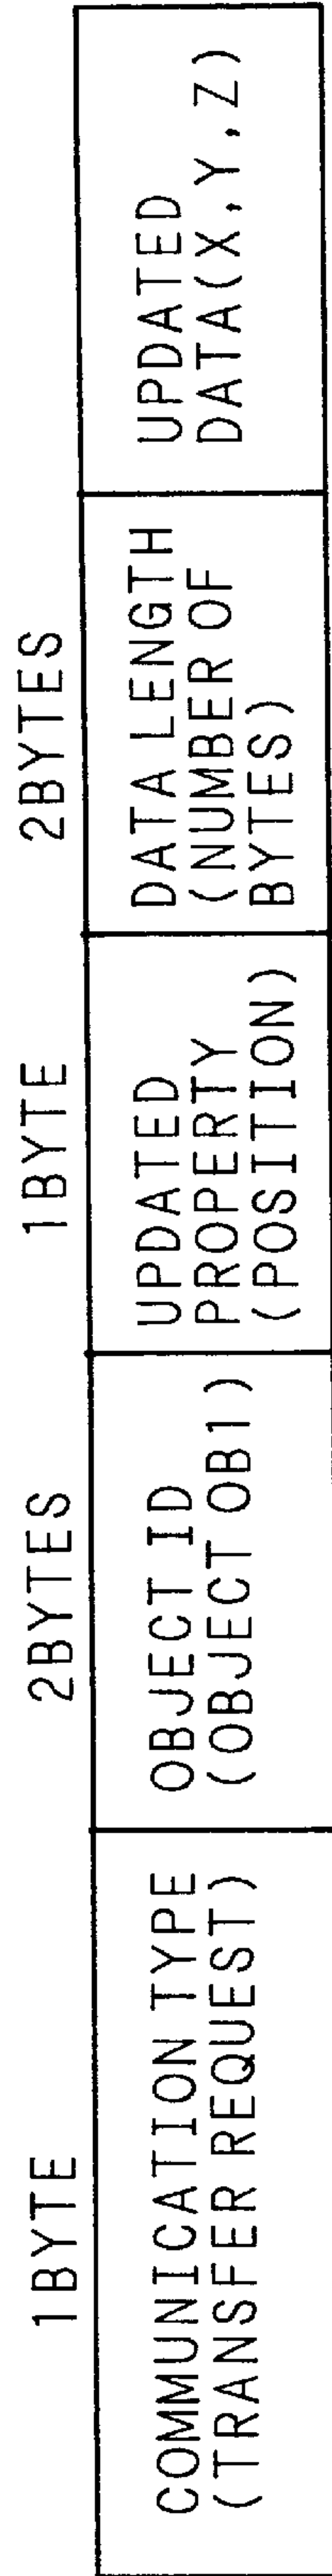 1BYTE
COMMUNICATION TYPE
(TRANSFER REQUEST)
2BYTES
OBJECT ID
(OBJECT OB1)
1BYTE
UPDATED
PROPERTY
(POSITION)
2BYTES
DATA LENGTH
(NUMBER OF
BYTES)
UPDATED
DATA(X,Y,Z)